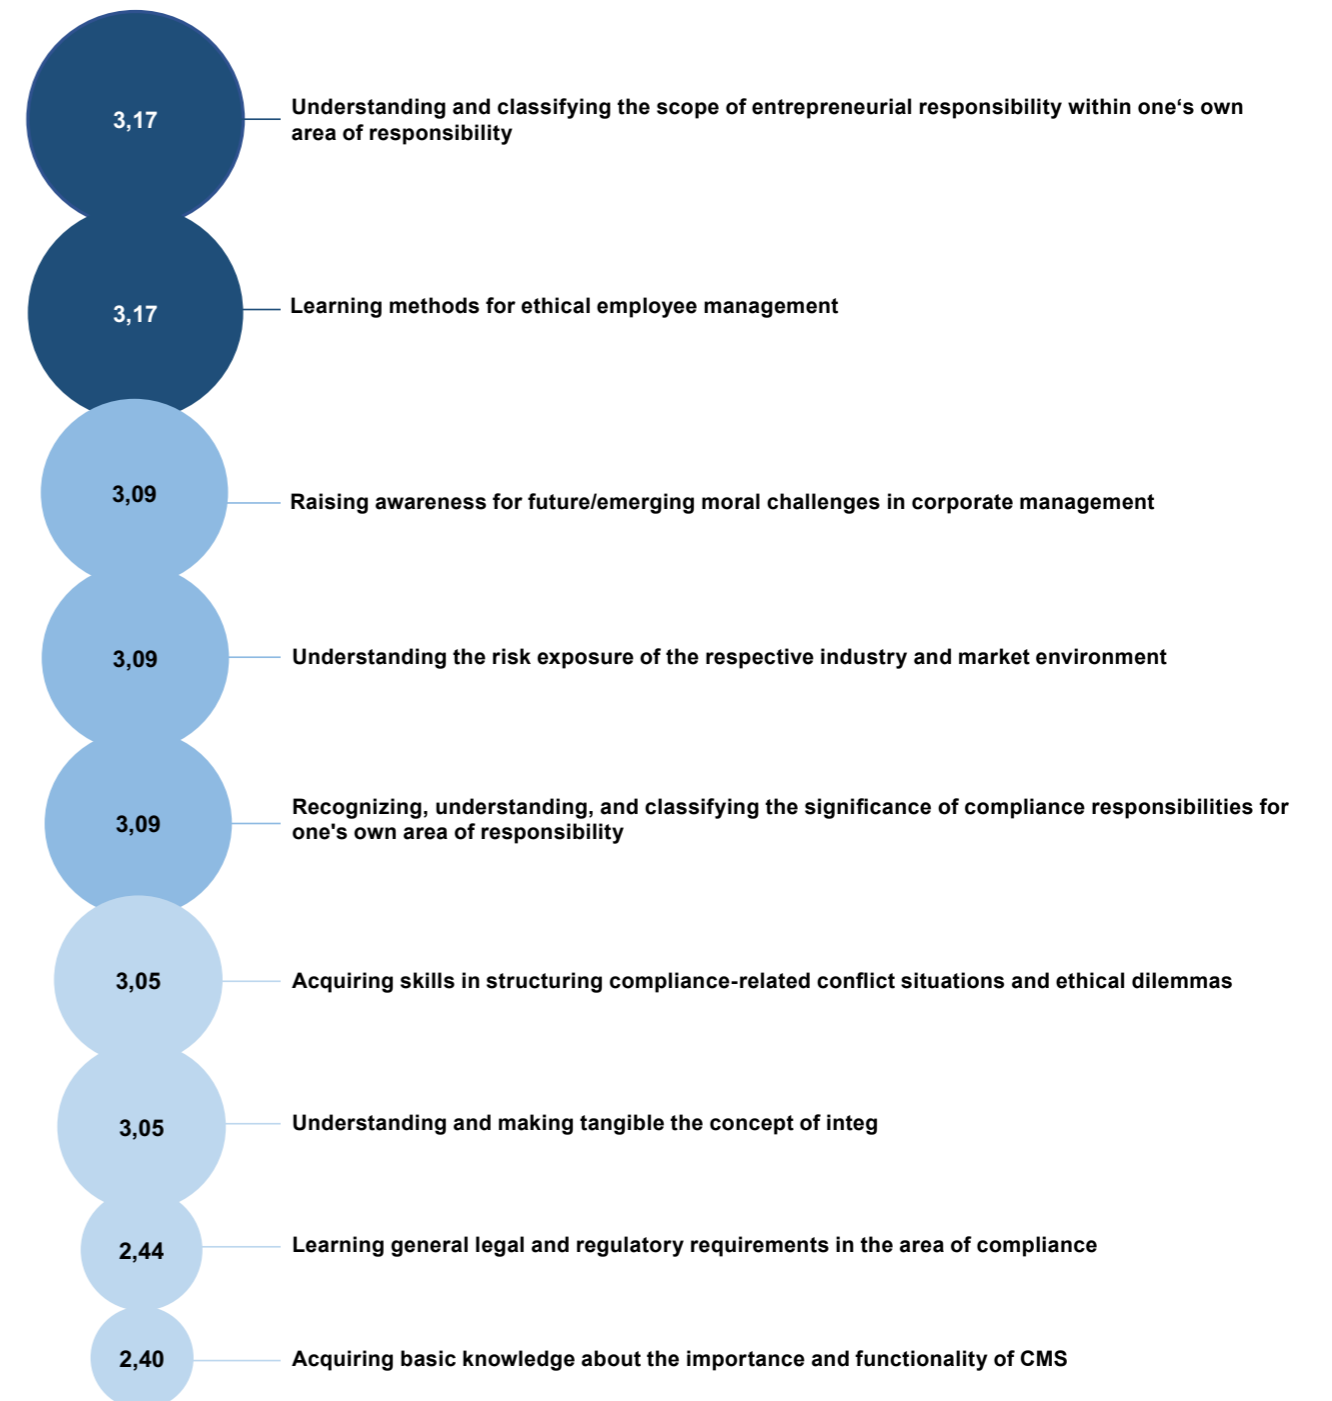 3,17
Understanding and classifying the scope of entrepreneurial responsibility within one‘s own
area of responsibility
3,17
Learning methods for ethical employee management
3,09
Raising awareness for future/emerging moral challenges in corporate management
3,09
Understanding the risk exposure of the respective industry and market environment
3,09
Recognizing, understanding, and classifying the significance of compliance responsibilities for
one's own area of responsibility
3,05
Acquiring skills in structuring compliance-related conflict situations and ethical dilemmas
3,05
Understanding and making tangible the concept of integ
2,44
Learning general legal and regulatory requirements in the area of compliance
2,40
Acquiring basic knowledge about the importance and functionality of CMS